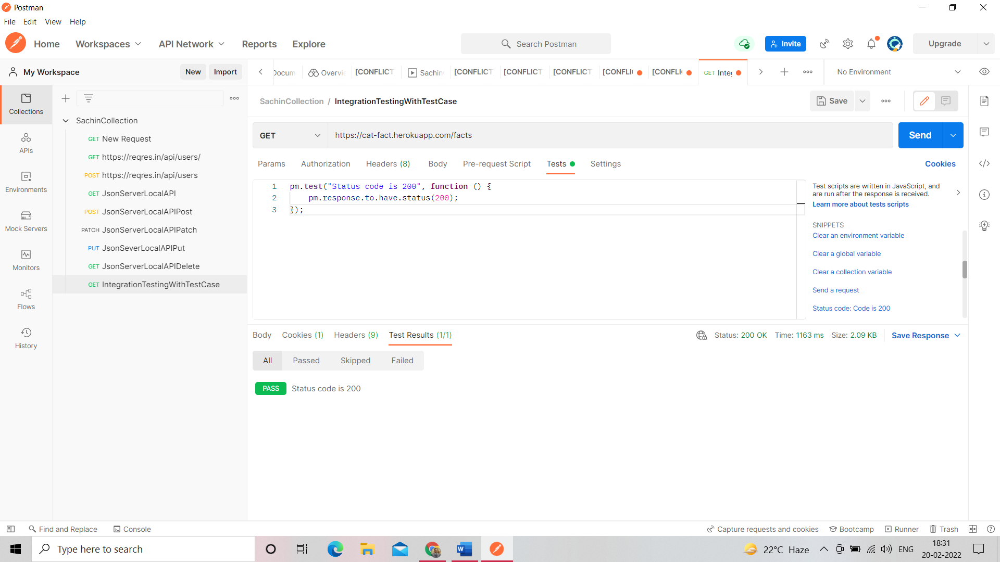 Postman
File Edit View Help
Home Workspaces API Network Reports Explore Search Postman Invite Upgrade
My Workspace New Import Docum Overvi [CONFLICT Sachin [CONFLICT [CONFLICT [CONFLICT [CONFLI [CONFLI GET Inte No Environment
SachinCollection / IntegrationTestingWithTestCase Save
Collections
APIs
Environments
Mock Servers
Monitors
Flows
History
SachinCollection
GET New Request
GET https://reqres.in/api/users/
POST https://reqres.in/api/users
GET JsonServerLocalAPI
POST JsonServerLocalAPIPost
PATCH JsonServerLocalAPIPatch
PUT JsonSeverLocalAPIPut
GET JsonServerLocalAPIDelete
GET IntegrationTestingWithTestCase
GET https://cat-fact.herokuapp.com/facts Send
Params Authorization Headers (8) Body Pre-request Script Tests Settings Cookies
1 pm.test("Status code is 200", function () {
2 pm.response.to.have.status(200);
3 });
Test scripts are written in JavaScript, and
are run after the response is received.
Learn more about tests scripts
SNIPPETS
Clear an environment variable
Clear a global variable
Clear a collection variable
Send a request
Status code: Code is 200
Body Cookies (1) Headers (9) Test Results (1/1) Status: 200 OK Time: 1163 ms Size: 2.09 KB Save Response
All Passed Skipped Failed
PASS Status code is 200
Find and Replace Console Capture requests and cookies Bootcamp Runner Trash
Type here to search 22°C Haze ENG 18:31
20-02-2022